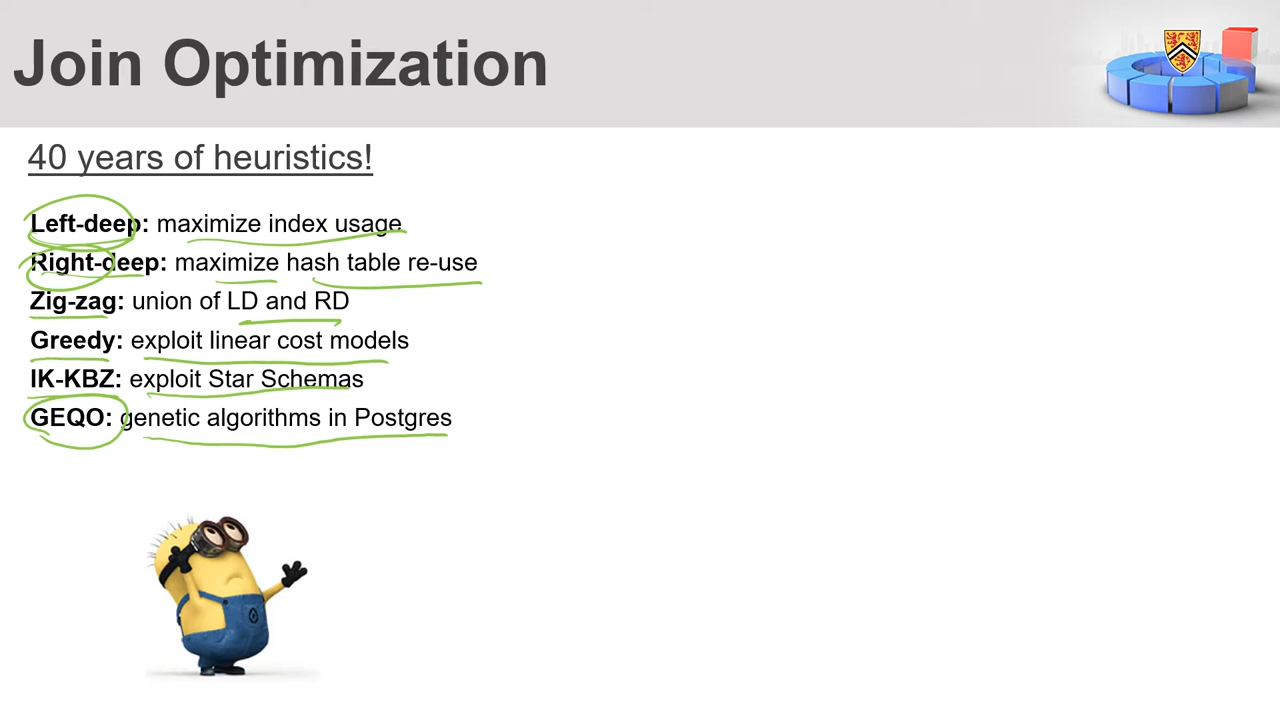 Join Optimization
40 years of heuristics!
Left-deep: maximize index usage
Right-deep: maximize hash table re-use
Zig-zag: union of LD and RD
Greedy: exploit linear cost models
IK-KBZ: exploit Star Schemas
GEQO: genetic algorithms in Postgres